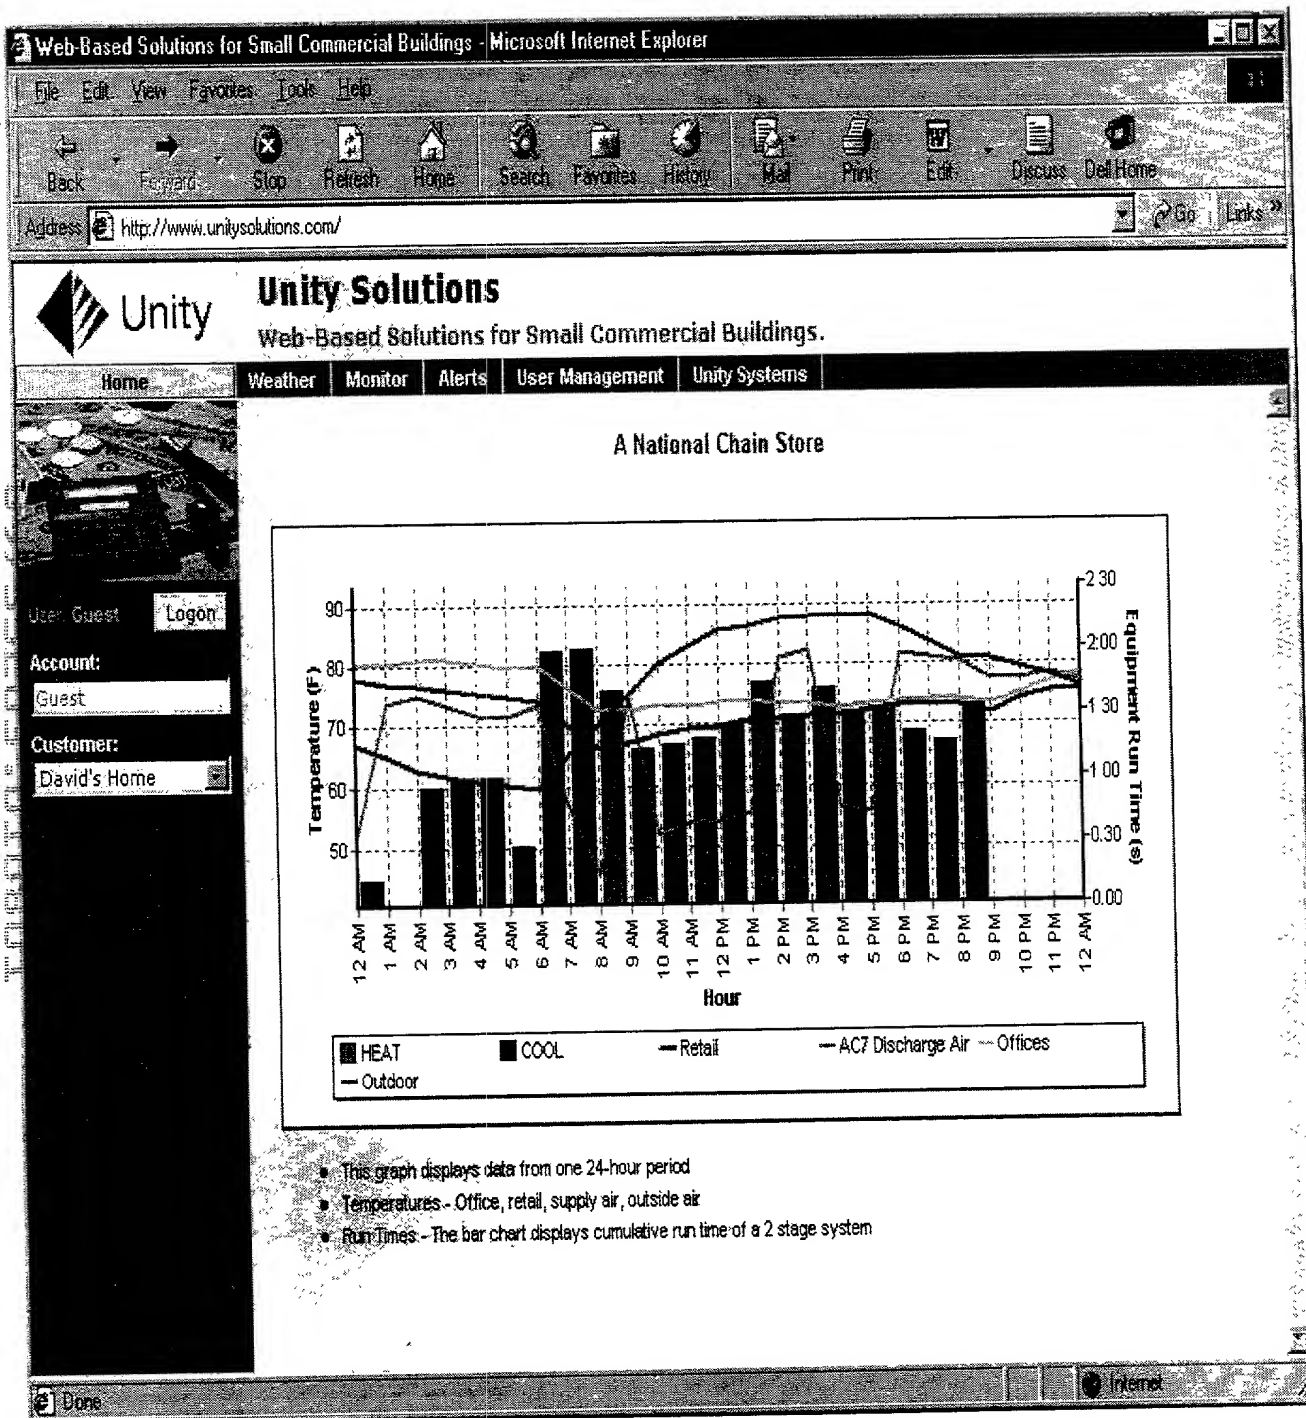 Web-Based Solutions for Small Commercial Buildings - Microsoft Internet Explorer
File Edit View Favorites Tools Help
Back Forward Stop Refresh Home Search Favorites History Mail Print Edit Discuss Dell Home
Address http://www.unitysolutions.com/ Go Links »
Unity
Unity Solutions
Web-Based Solutions for Small Commercial Buildings.
Home Weather Monitor Alerts User Management Unity Systems
A National Chain Store
User: Guest Logon
Account:
Guest
Customer:
David's Home
Temperature (F)
90
80
70
60
50
2:30
2:00
1:30
1:00
0:30
0:00
Equipment Run Time (s)
12 AM 1 AM 2 AM 3 AM 4 AM 5 AM 6 AM 7 AM 8 AM 9 AM 10 AM 11 AM 12 PM 1 PM 2 PM 3 PM 4 PM 5 PM 6 PM 7 PM 8 PM 9 PM 10 PM 11 PM 12 AM
Hour
HEAT COOL Retail AC7 Discharge Air Offices
Outdoor
• This graph displays data from one 24-hour period
• Temperatures - Office, retail, supply air, outside air
• Run Times - The bar chart displays cumulative run time of a 2 stage system
Done Internet